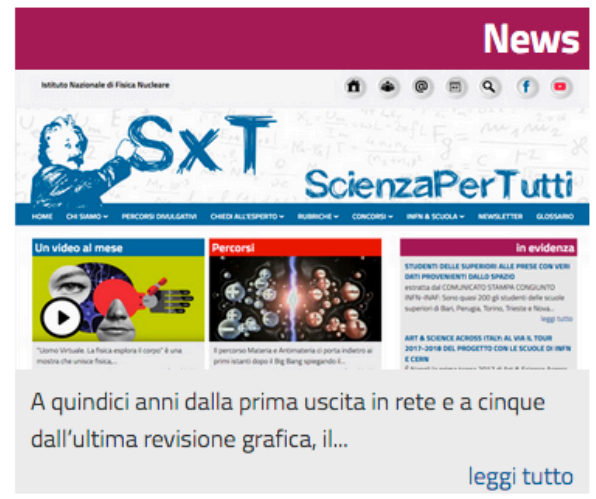 News
Istituto Nazionale di Fisica Nucleare
SxT
ScienzaPerTutti
HOME CHI SIAMO PERCORSI DIVULGATIVI CHIEDI ALL'ESPERTO RUBRICHE CONCORSI INFN & SCUOLA NEWSLETTER GLOSSARIO
Un video al mese
"Uomo Virtuale. La fisica esplora il corpo" è una
mostra che unisce fisica,...
Percorsi
Il percorso Materia e Antimateria ci porta indietro ai
primi istanti dopo il Big Bang spiegando il...
in evidenza
STUDENTI DELLE SUPERIORI ALLE PRESE CON VERI
DATI PROVENIENTI DALLO SPAZIO
estratta dal COMUNICATO STAMPA CONGIUNTO
INFN-INAF: Sono quasi 200 gli studenti delle scuole
superiori di Bari, Perugia, Torino, Trieste e Nova...
leggi tutto
ART & SCIENCE ACROSS ITALY: AL VIA IL TOUR
2017-2018 DEL PROGETTO CON LE SCUOLE DI INFN
E CERN
A quindici anni dalla prima uscita in rete e a cinque
dall'ultima revisione grafica, il...
leggi tutto